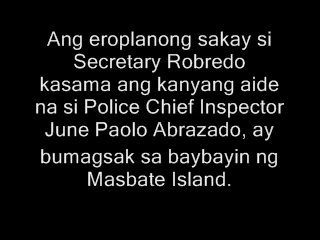 Ang eroplanong sakay si
Secretary Robredo
kasama ang kanyang aide
na si Police Chief Inspector
June Paolo Abrazado, ay
bumagsak sa baybayin ng
Masbate Island.